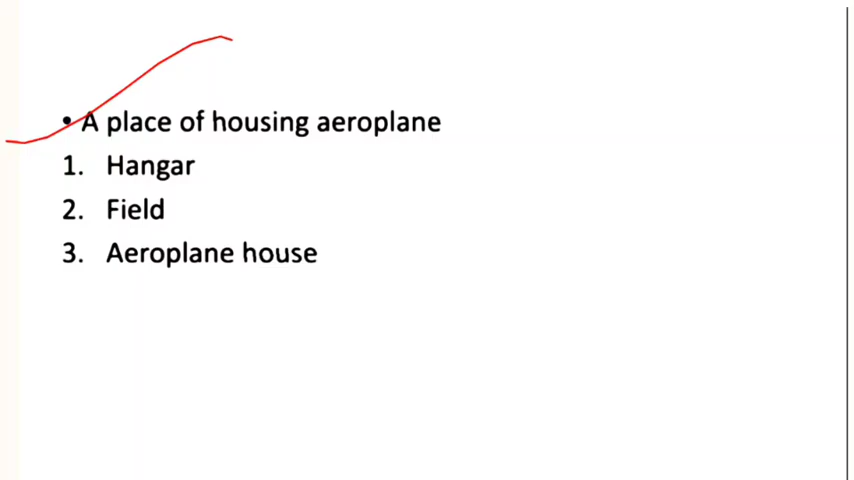 • A place of housing aeroplane
1. Hangar
2. Field
3. Aeroplane house